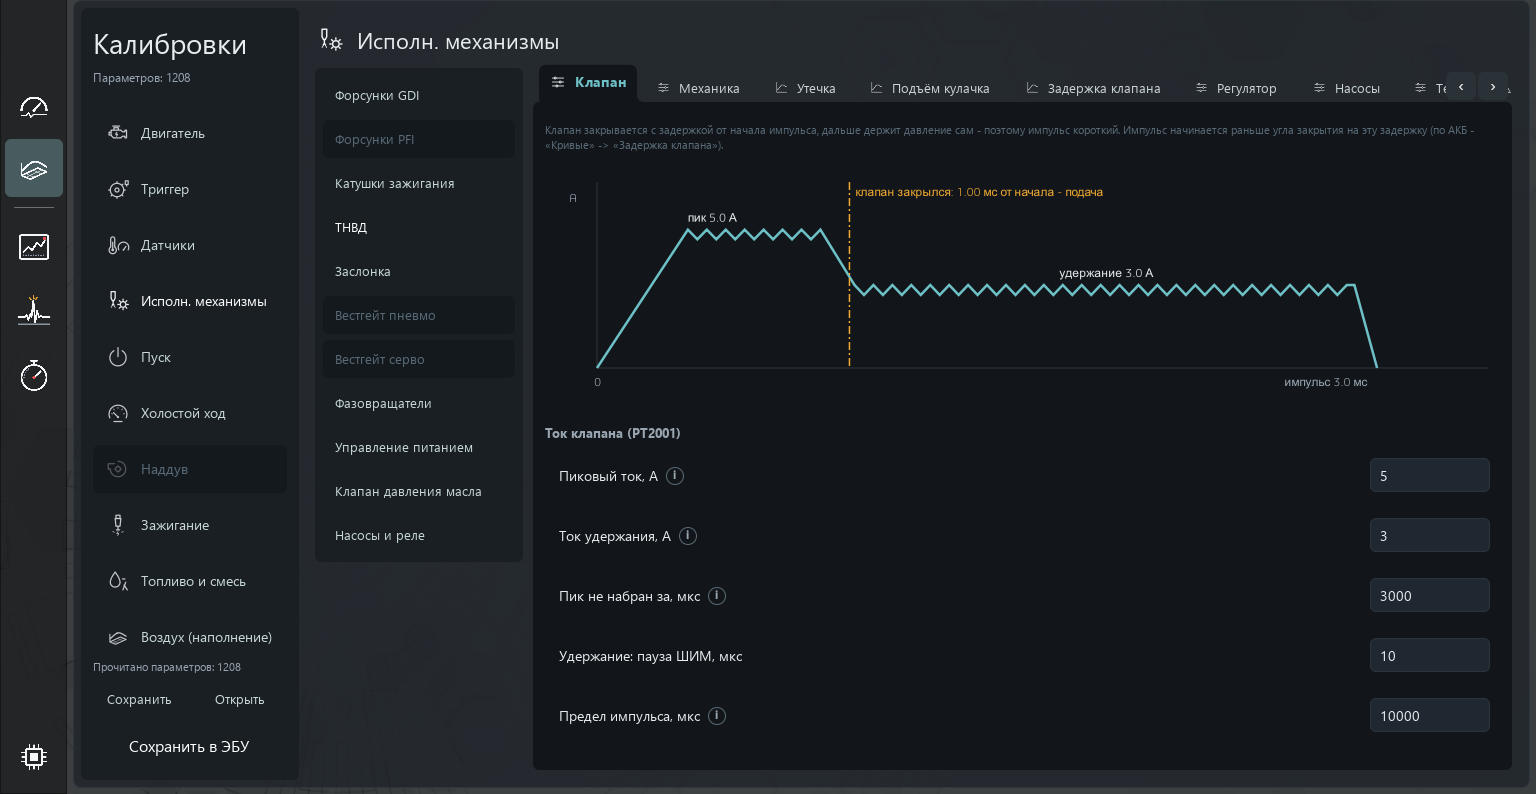 Калибровки
Параметров: 1208
Двигатель
Триггер
Датчики
Исполн. механизмы
Пуск
Холостой ход
Наддув
Зажигание
Топливо и смесь
Воздух (наполнение)
Прочитано параметров: 1208
Сохранить Открыть
Сохранить в ЭБУ
Исполн. механизмы
Форсунки GDI
Форсунки PFI
Катушки зажигания
ТНВД
Заслонка
Вестгейт пневмо
Вестгейт серво
Фазовращатели
Управление питанием
Клапан давления масла
Насосы и реле
Клапан Механика Утечка Подъём кулачка Задержка клапана Регулятор Насосы
Клапан закрывается с задержкой от начала импульса, дальше держит давление сам - поэтому импульс короткий. Импульс начинается раньше угла закрытия на эту задержку (по АКБ -
«Кривые» -> «Задержка клапана»).
A
клапан закрылся: 1.00 мс от начала - подача
пик 5.0 А
удержание 3.0 А
0
импульс 3.0 мс
Ток клапана (PT2001)
Пиковый ток, А i 5
Ток удержания, А i 3
Пик не набран за, мкс i 3000
Удержание: пауза ШИМ, мкс 10
Предел импульса, мкс i 10000